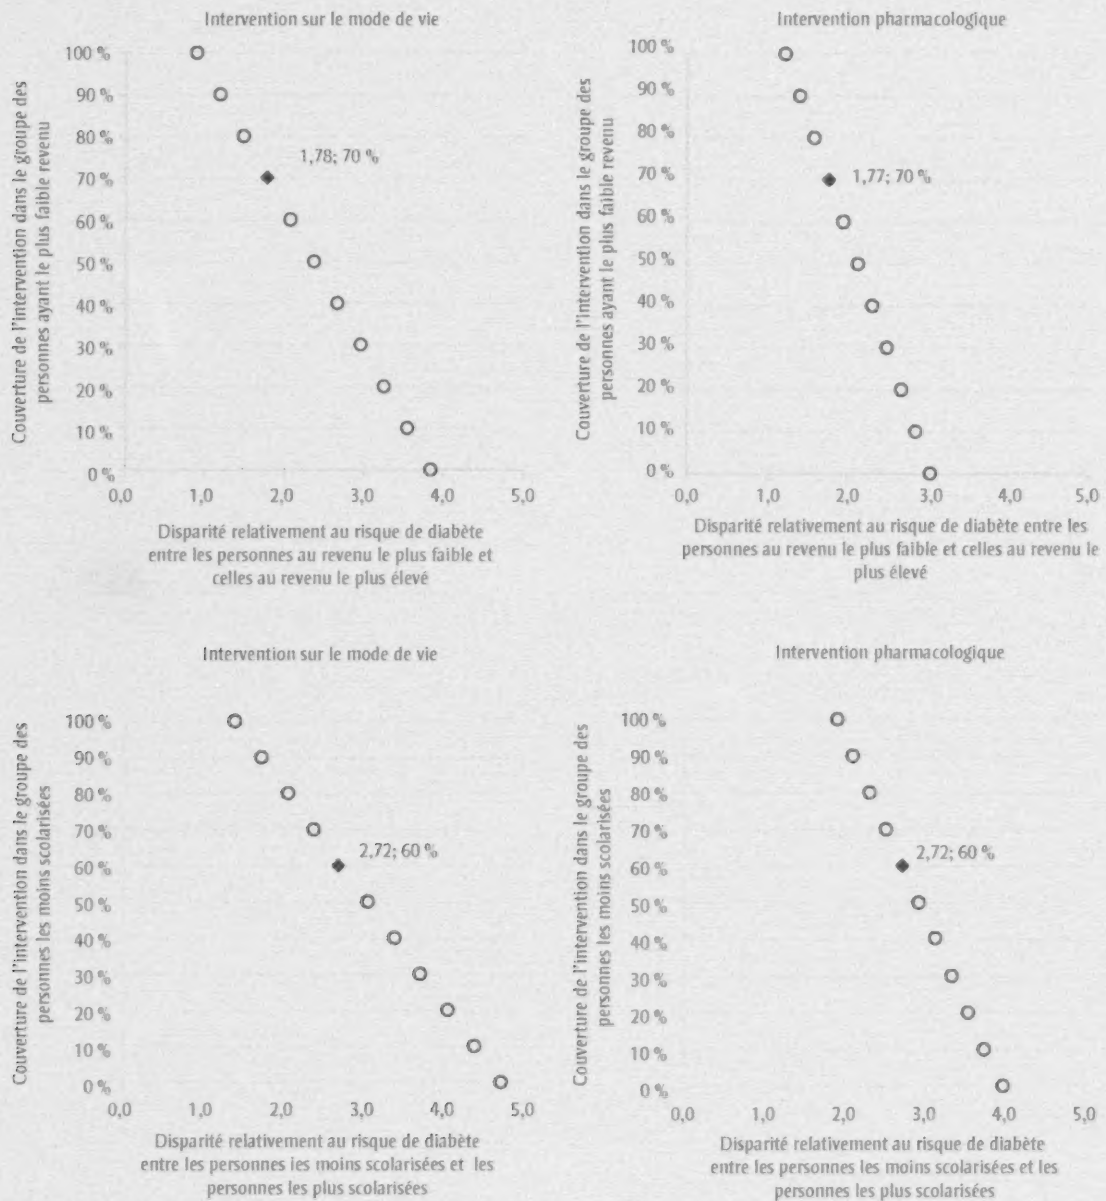 Intervention sur le mode de vie
Couverture de l'intervention dans le groupe des
personnes ayant le plus faible revenu
100 %
90 %
80 %
70 %
60 %
50 %
40 %
30 %
20 %
10 %
0 %
1,78; 70 %
0,0 1,0 2,0 3,0 4,0 5,0
Disparité relativement au risque de diabète
entre les personnes au revenu le plus faible et
celles au revenu le plus élevé
Intervention pharmacologique
Couverture de l'intervention dans le groupe des
personnes ayant le plus faible revenu
100 %
90 %
80 %
70 %
60 %
50 %
40 %
30 %
20 %
10 %
0 %
1,77; 70 %
0,0 1,0 2,0 3,0 4,0 5,0
Disparité relativement au risque de diabète entre les
personnes au revenu le plus faible et celles au revenu le
plus élevé
Intervention sur le mode de vie
Couverture de l'intervention dans le groupe des
personnes les moins scolarisées
100 %
90 %
80 %
70 %
60 %
50 %
40 %
30 %
20 %
10 %
0 %
2,72; 60 %
0,0 1,0 2,0 3,0 4,0 5,0
Disparité relativement au risque de diabète
entre les personnes les moins scolarisées et les
personnes les plus scolarisées
Intervention pharmacologique
Couverture de l'intervention dans le groupe des
personnes les moins scolarisées
100 %
90 %
80 %
70 %
60 %
50 %
40 %
30 %
20 %
10 %
0 %
2,72; 60 %
0,0 1,0 2,0 3,0 4,0 5,0
Disparité relativement au risque de diabète
entre les personnes les moins scolarisées et les
personnes les plus scolarisées